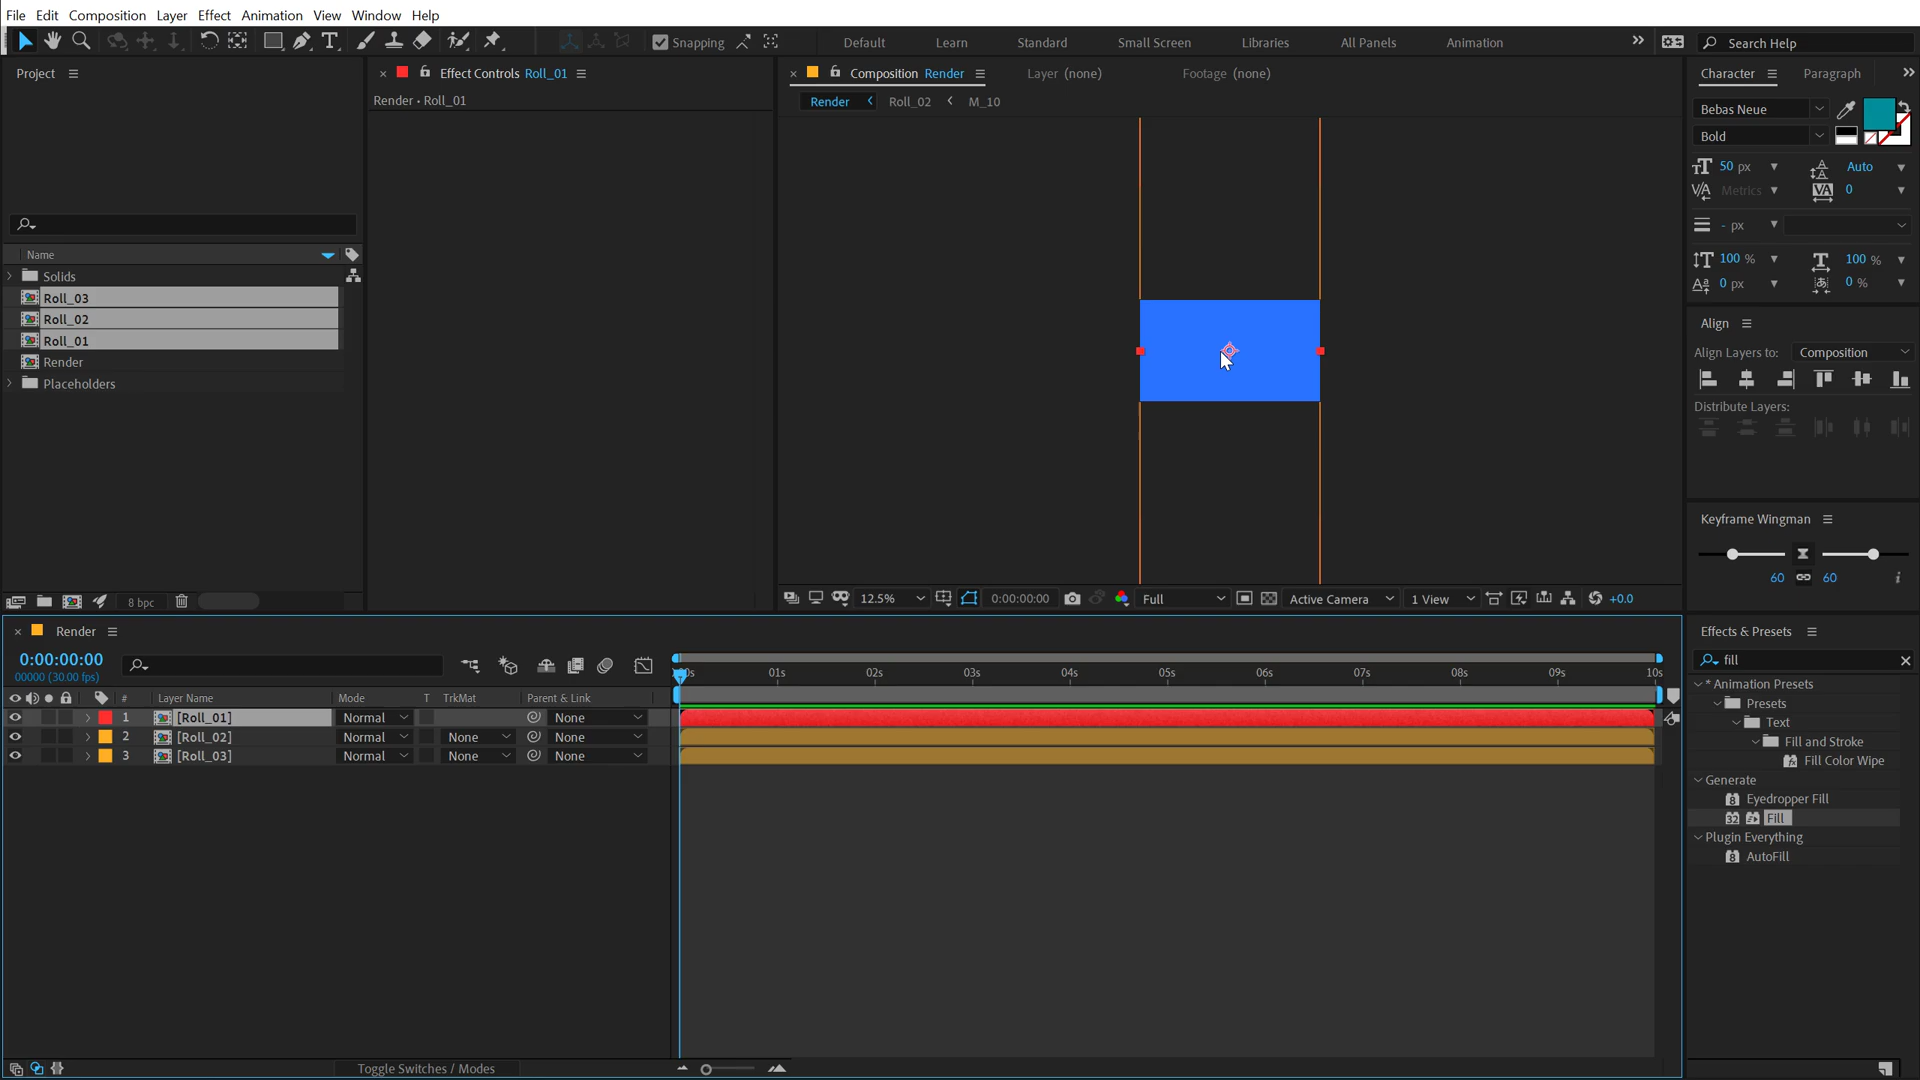 File Edit Composition Layer Effect Animation View Window Help
Snapping Default Learn Standard Small Screen Libraries All Panels Animation Search Help
Project
Name
Solids
Roll_03
Roll_02
Roll_01
Render
Placeholders
8 bpc
Effect Controls Roll_01
Render • Roll_01
Composition Render Layer (none) Footage (none)
Render Roll_02 M_10
12.5% 0:00:00:00 Full Active Camera 1 View +0.0
Character Paragraph
Bebas Neue
Bold
50 px Auto
Metrics 0
- px
100 % 100 %
0 px 0 %
Align
Align Layers to: Composition
Distribute Layers:
Keyframe Wingman
60 60
Effects & Presets
fill
* Animation Presets
Presets
Text
Fill and Stroke
Fill Color Wipe
Generate
Eyedropper Fill
Fill
Plugin Everything
AutoFill
Render
0:00:00:00
00000 (30.00 fps)
# Layer Name Mode T TrkMat Parent & Link
1 [Roll_01] Normal None
2 [Roll_02] Normal None None
3 [Roll_03] Normal None None
01s 02s 03s 04s 05s 06s 07s 08s 09s 10s
Toggle Switches / Modes